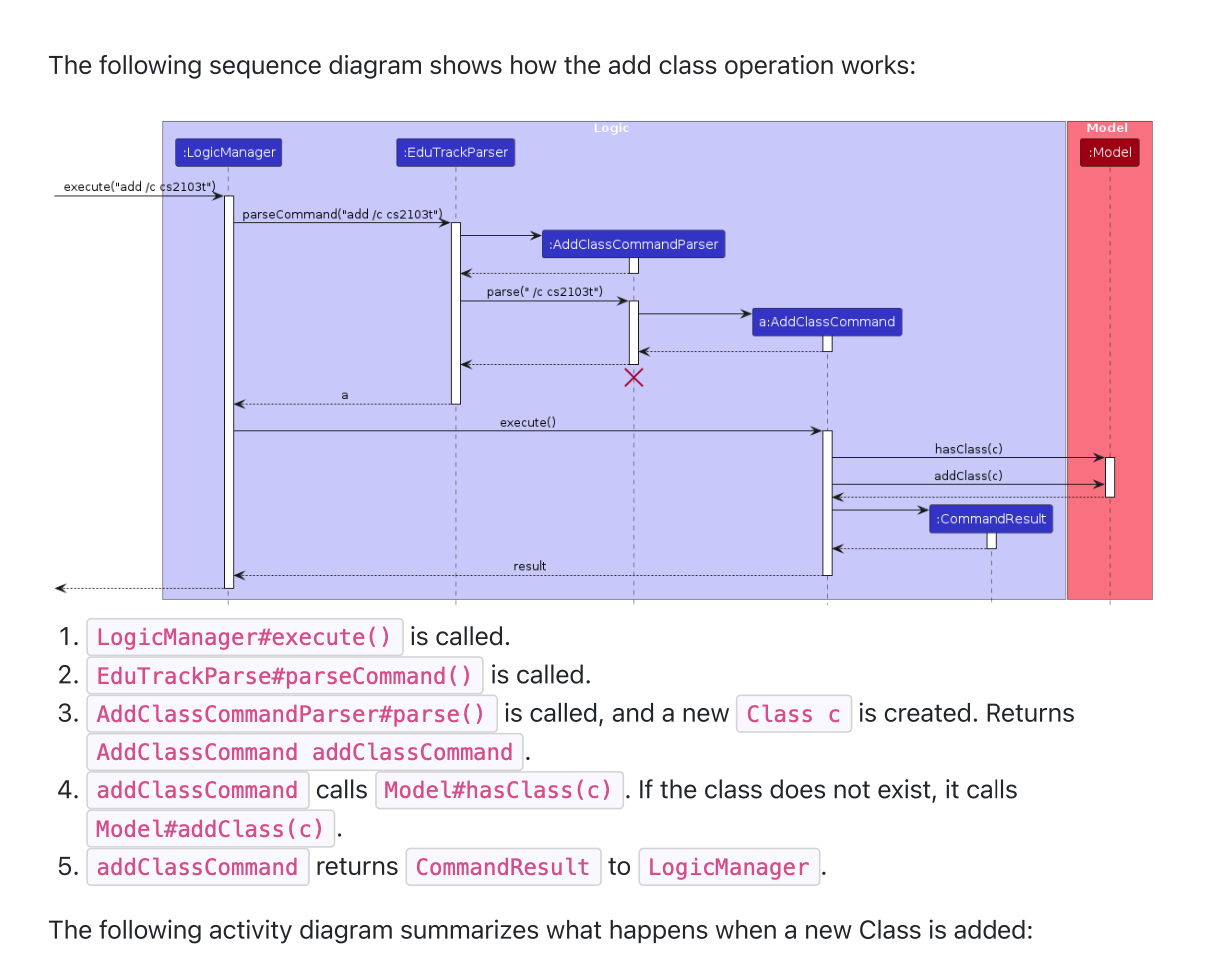 The following sequence diagram shows how the add class operation works:
Logic
Model
:LogicManager
:EduTrackParser
:Model
execute("add /c cs2103t")
parseCommand("add /c cs2103t")
:AddClassCommandParser
parse(" /c cs2103t")
a:AddClassCommand
a
execute()
hasClass(c)
addClass(c)
:CommandResult
result
1. LogicManager#execute() is called.
2. EduTrackParse#parseCommand() is called.
3. AddClassCommandParser#parse() is called, and a new Class c is created. Returns
AddClassCommand addClassCommand .
4. addClassCommand calls Model#hasClass(c) . If the class does not exist, it calls
Model#addClass(c) .
5. addClassCommand returns CommandResult to LogicManager .
The following activity diagram summarizes what happens when a new Class is added: